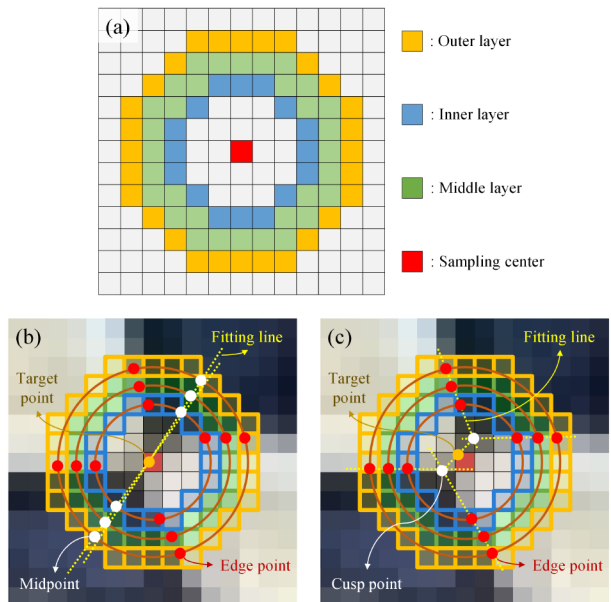 (a)
: Outer layer
: Inner layer
: Middle layer
: Sampling center
(b)
Fitting line
Target
point
Midpoint
Edge point
(c)
Fitting line
Target
point
Cusp point
Edge point